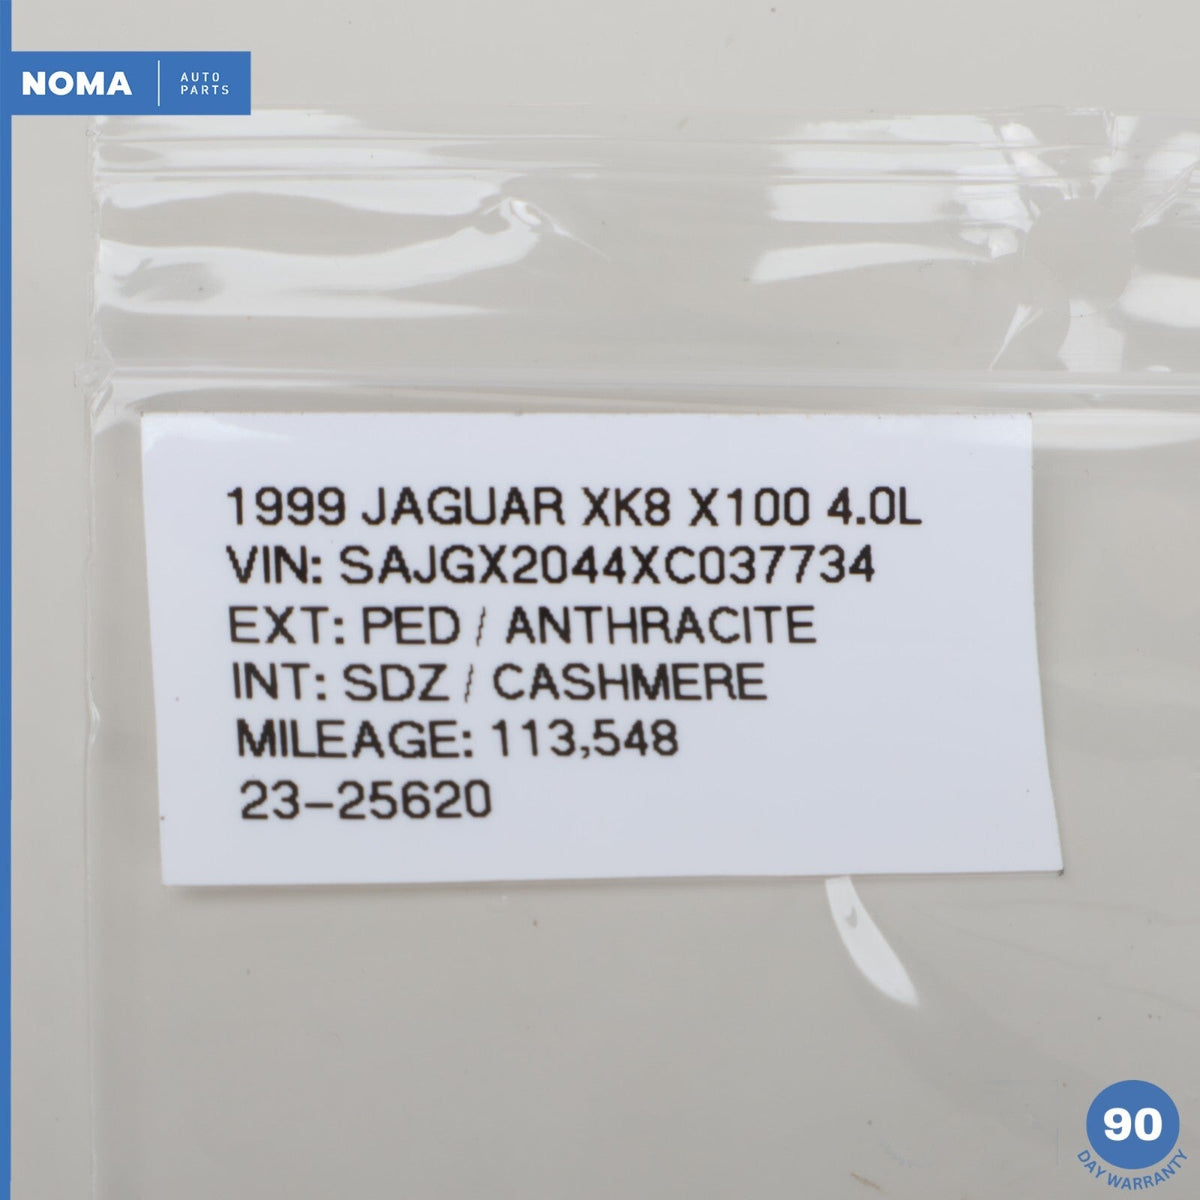 NOMA AUTO PARTS
1999 JAGUAR XK8 X100 4.0L
VIN: SAJGX2044XC037734
EXT: PED / ANTHRACITE
INT: SDZ / CASHMERE
MILEAGE: 113,548
23-25620
90
DAY WARRANTY